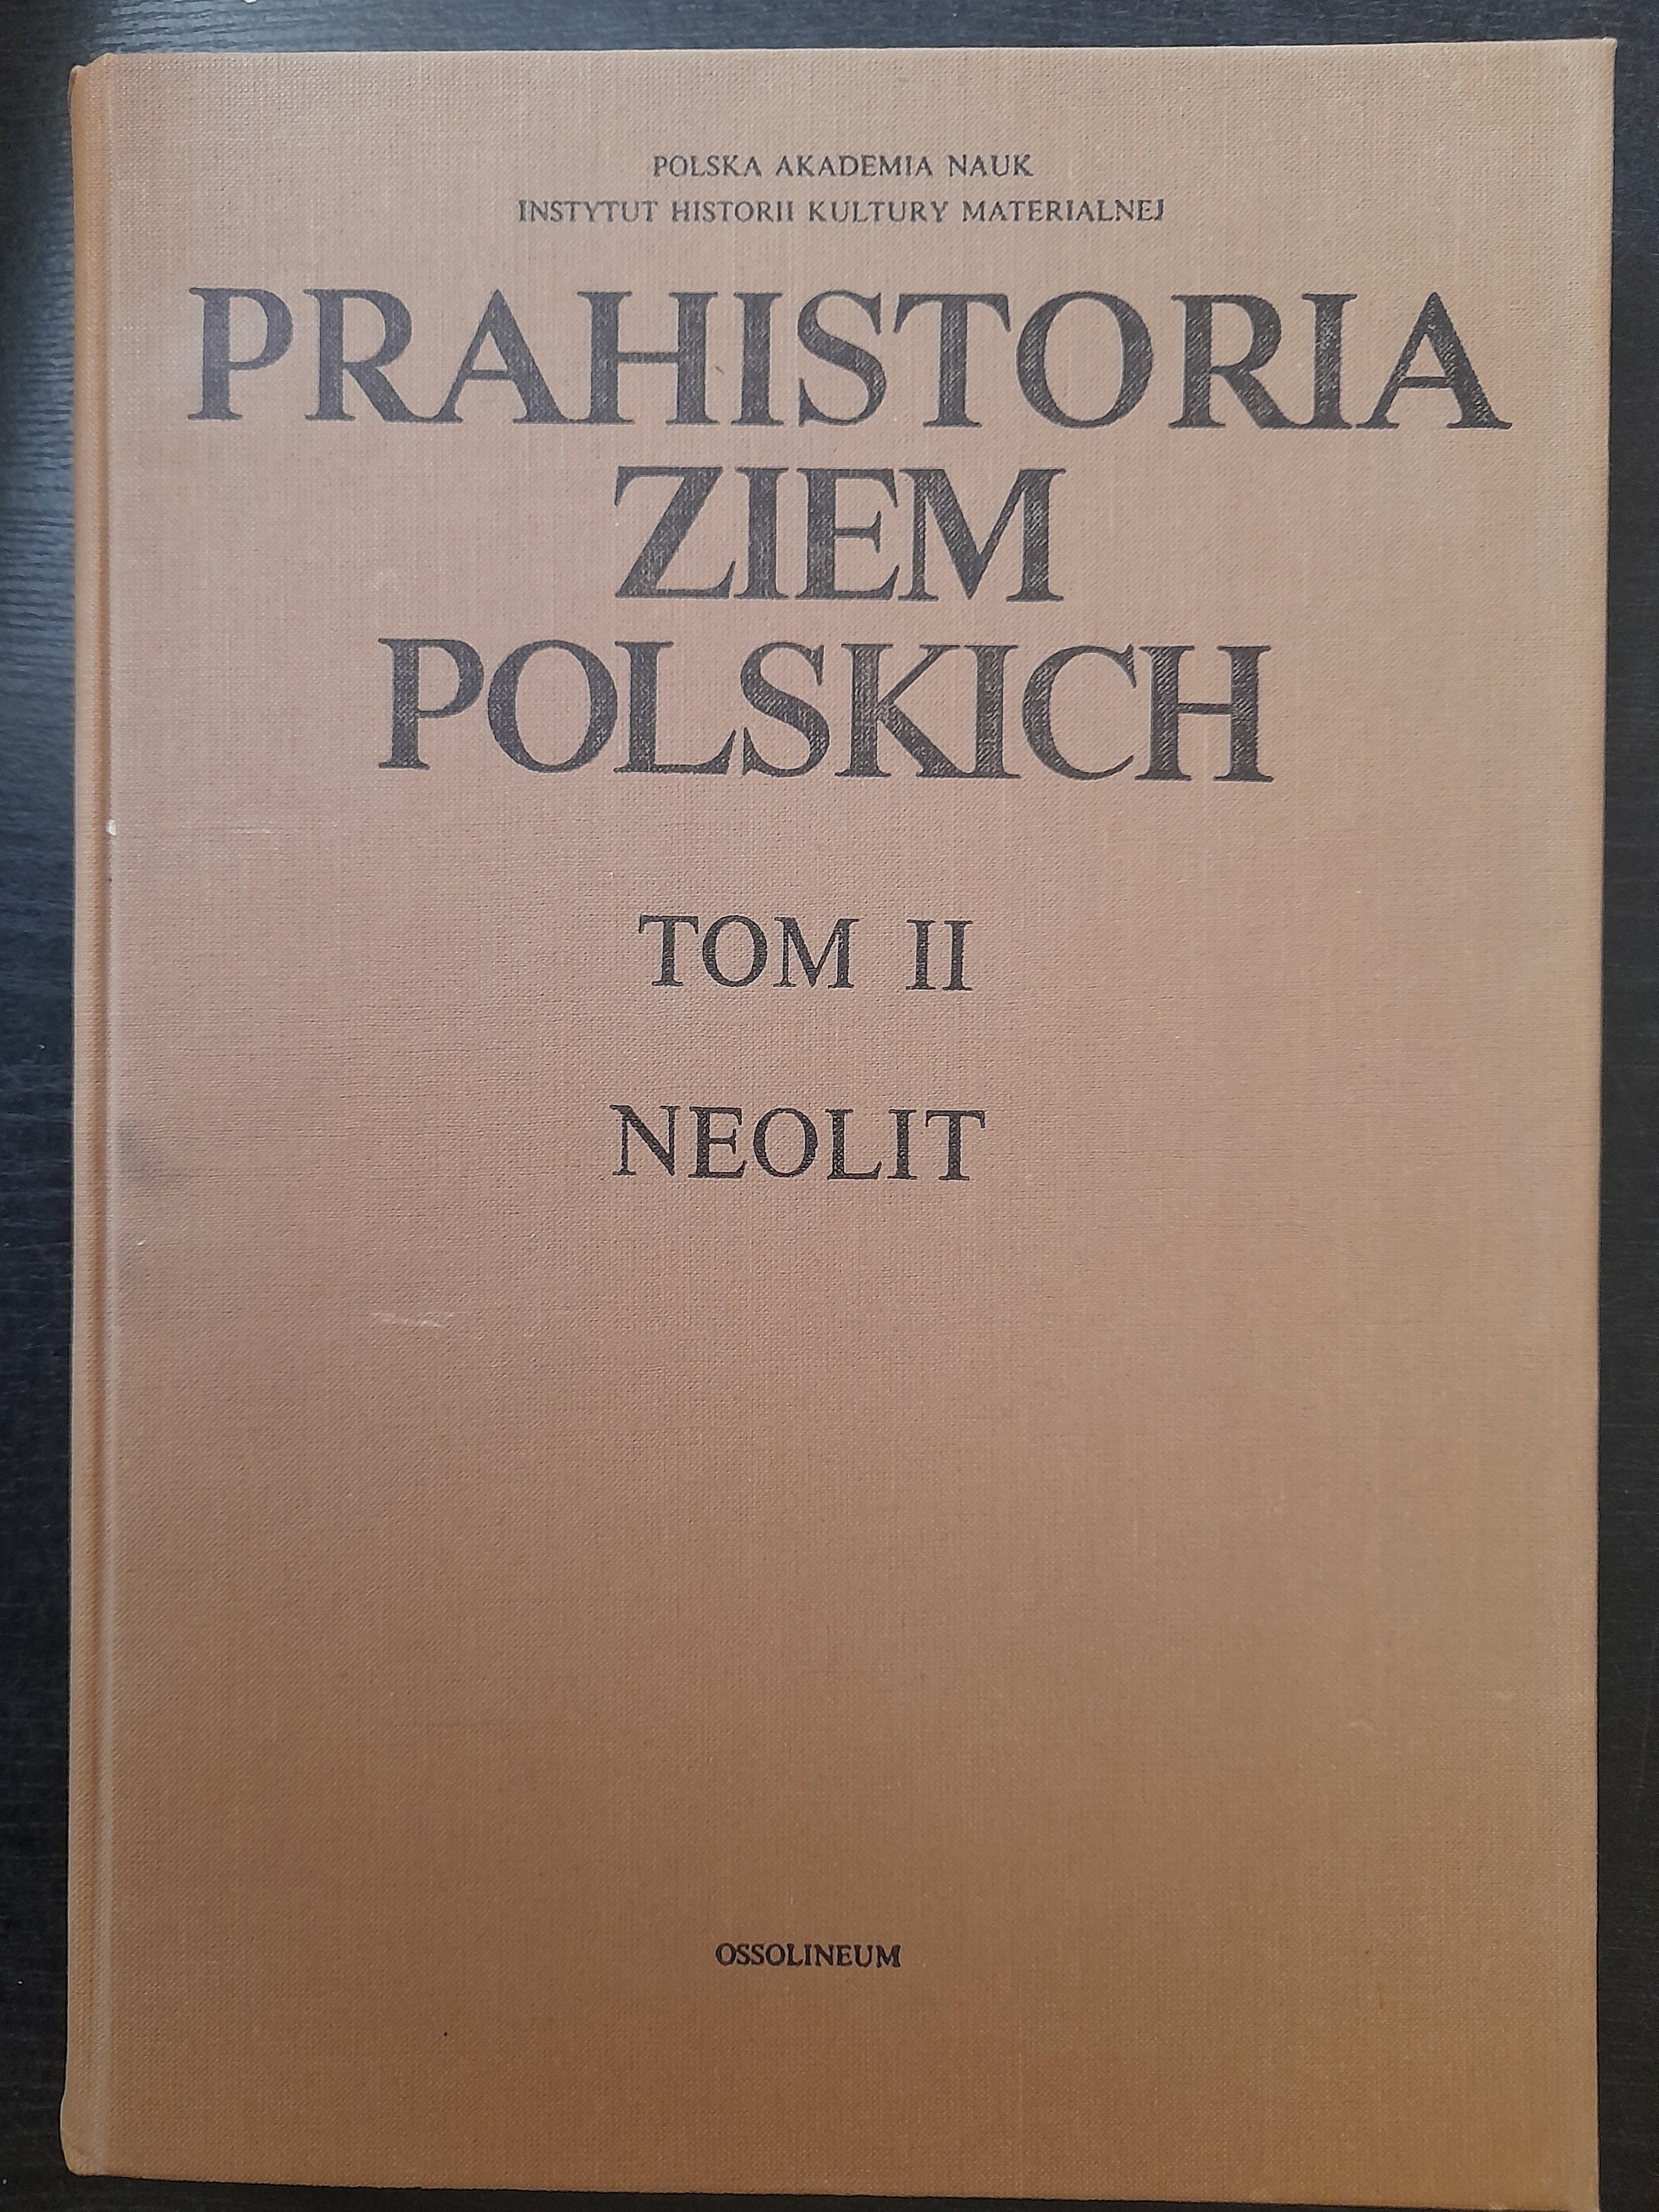 POLSKA AKADEMIA NAUK
INSTYTUT HISTORII KULTURY MATERIALNEJ
PRAHISTORIA
ZIEM
POLSKICH
TOM II
NEOLIT
OSSOLINEUM